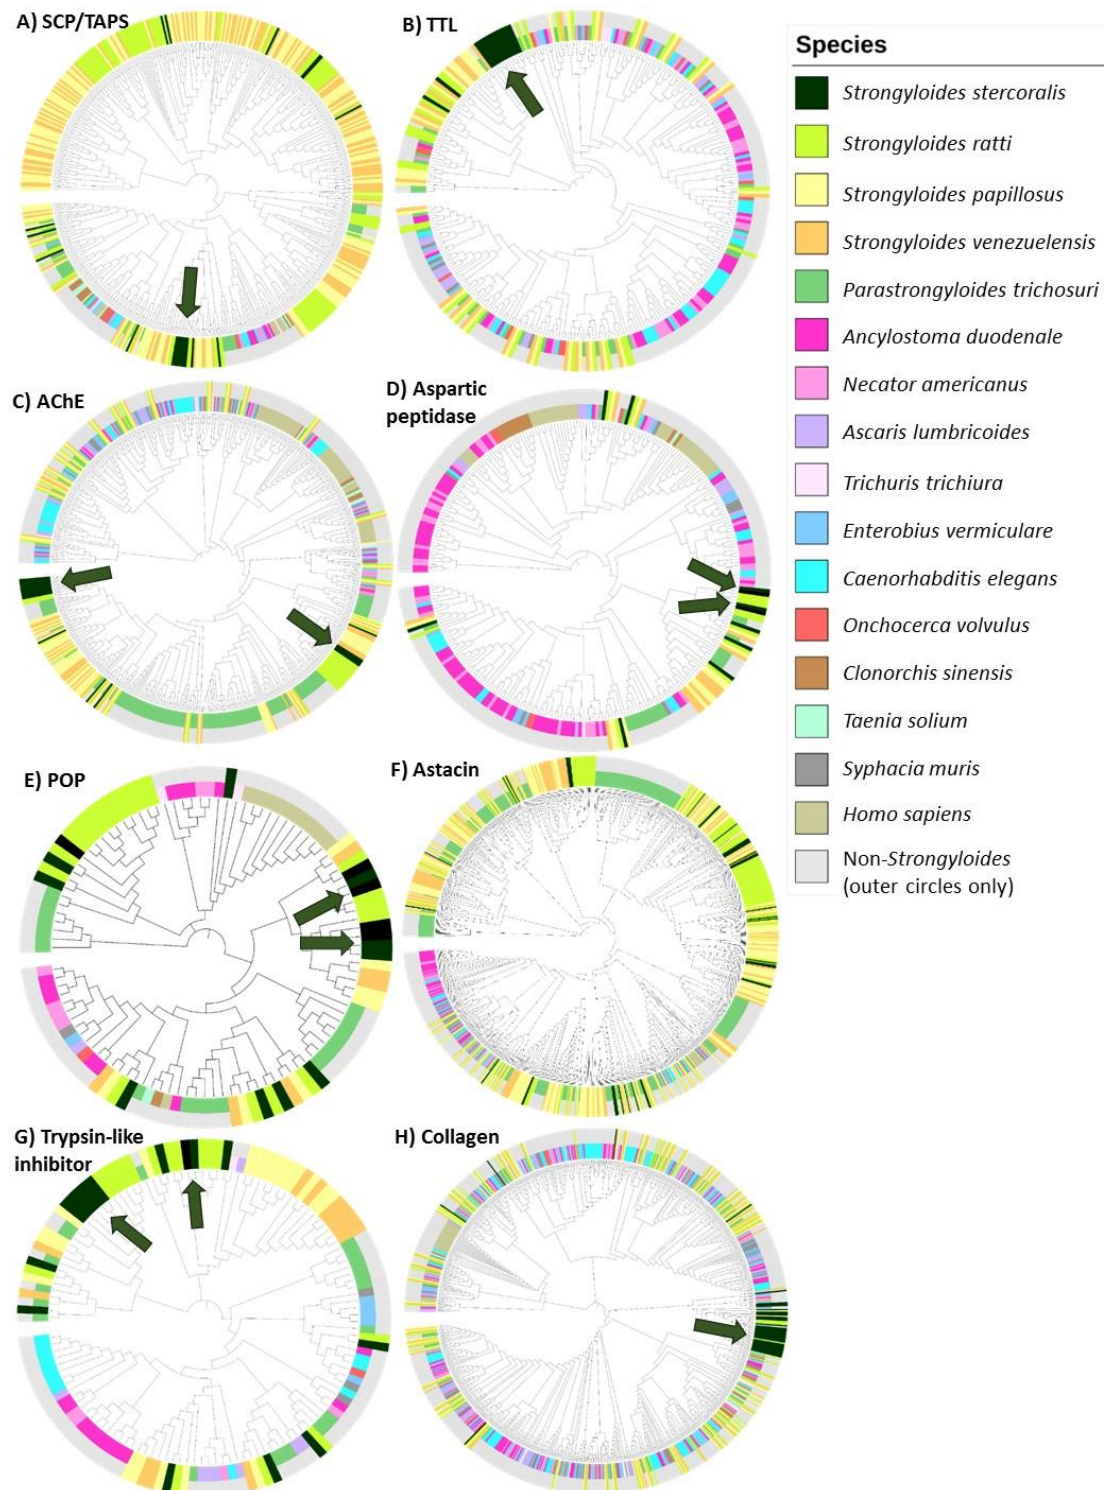 A) SCP/TAPS
B) TTL
C) AChE
D) Aspartic
peptidase
E) POP
F) Astacin
G) Trypsin-like
inhibitor
H) Collagen
Species
Strongyloides stercoralis
Strongyloides ratti
Strongyloides papillosus
Strongyloides venezuelensis
Parastrongyloides trichosuri
Ancylostoma duodenale
Necator americanus
Ascaris lumbricoides
Trichuris trichiura
Enterobius vermiculare
Caenorhabditis elegans
Onchocerca volvulus
Clonorchis sinensis
Taenia solium
Syphacia muris
Homo sapiens
Non-Strongyloides
(outer circles only)